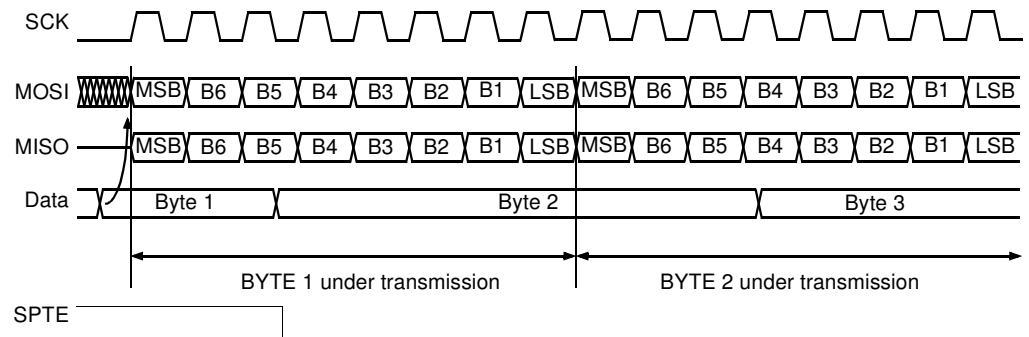 SCK
MOSI MSB B6 B5 B4 B3 B2 B1 LSB MSB B6 B5 B4 B3 B2 B1 LSB
MISO MSB B6 B5 B4 B3 B2 B1 LSB MSB B6 B5 B4 B3 B2 B1 LSB
Data Byte 1 Byte 2 Byte 3
BYTE 1 under transmission BYTE 2 under transmission
SPTE